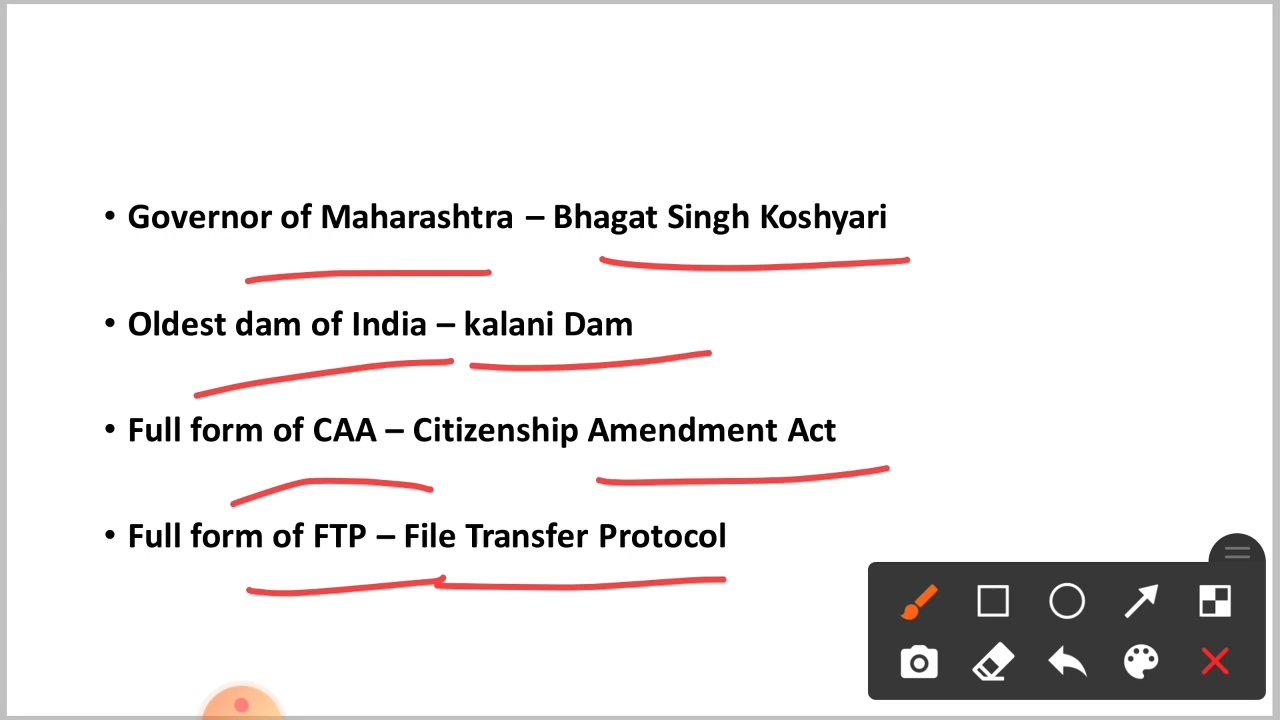 • Governor of Maharashtra – Bhagat Singh Koshyari
• Oldest dam of India – kalani Dam
• Full form of CAA – Citizenship Amendment Act
• Full form of FTP – File Transfer Protocol